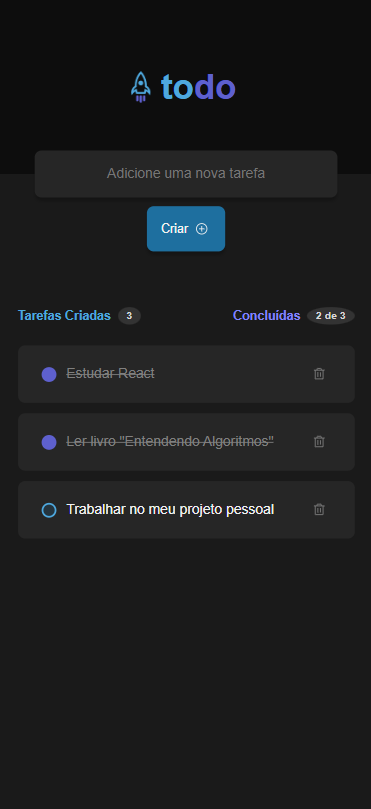 todo
Adicione uma nova tarefa
Criar
Tarefas Criadas 3 Concluídas 2 de 3
Estudar React
Ler livro "Entendendo Algoritmos"
Trabalhar no meu projeto pessoal